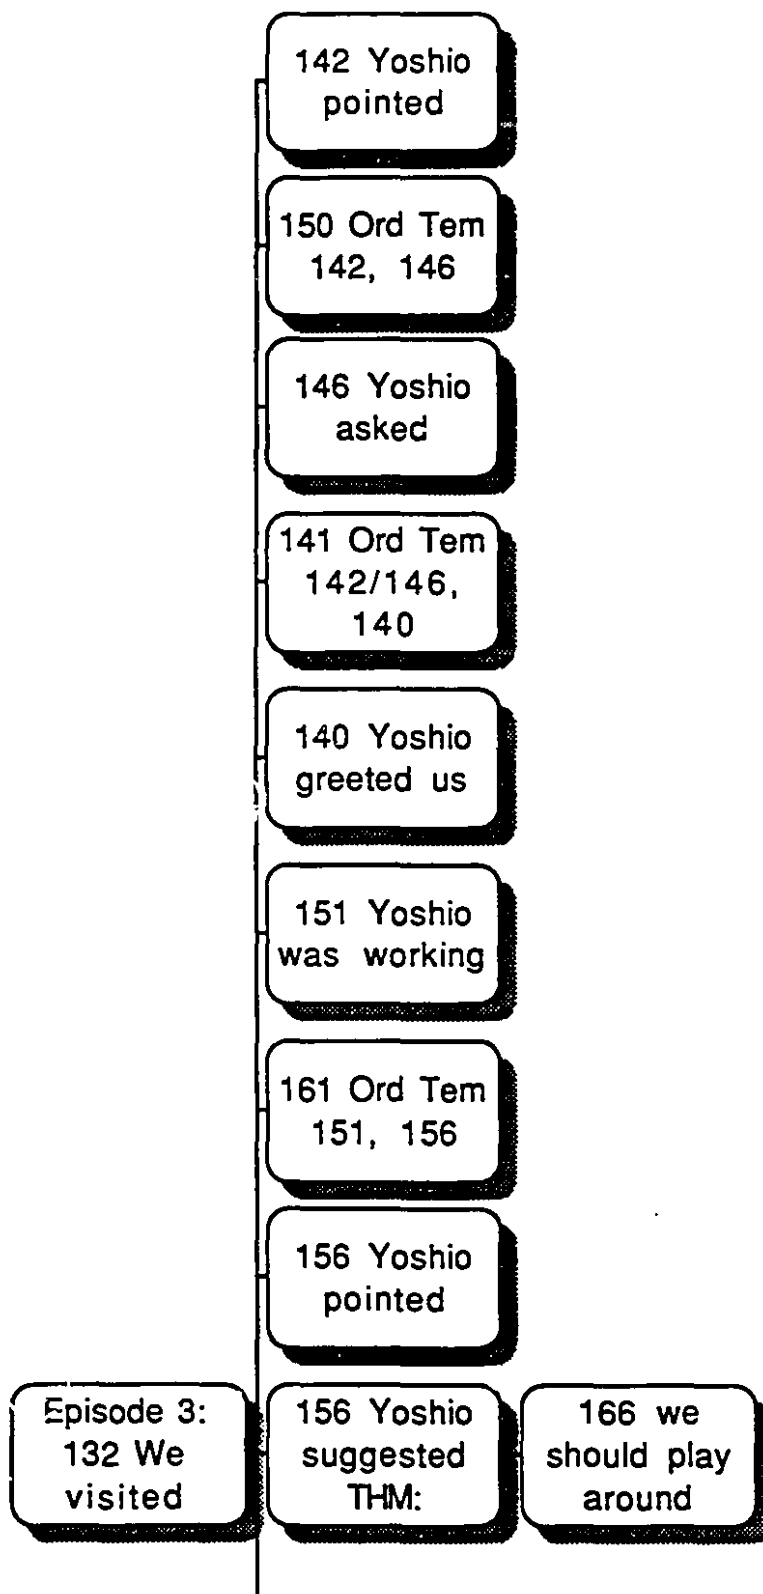 142 Yoshio
pointed
150 Ord Tem
142, 146
146 Yoshio
asked
141 Ord Tem
142/146,
140
140 Yoshio
greeted us
151 Yoshio
was working
161 Ord Tem
151, 156
156 Yoshio
pointed
Episode 3:
132 We
visited
156 Yoshio
suggested
THM:
166 we
should play
around